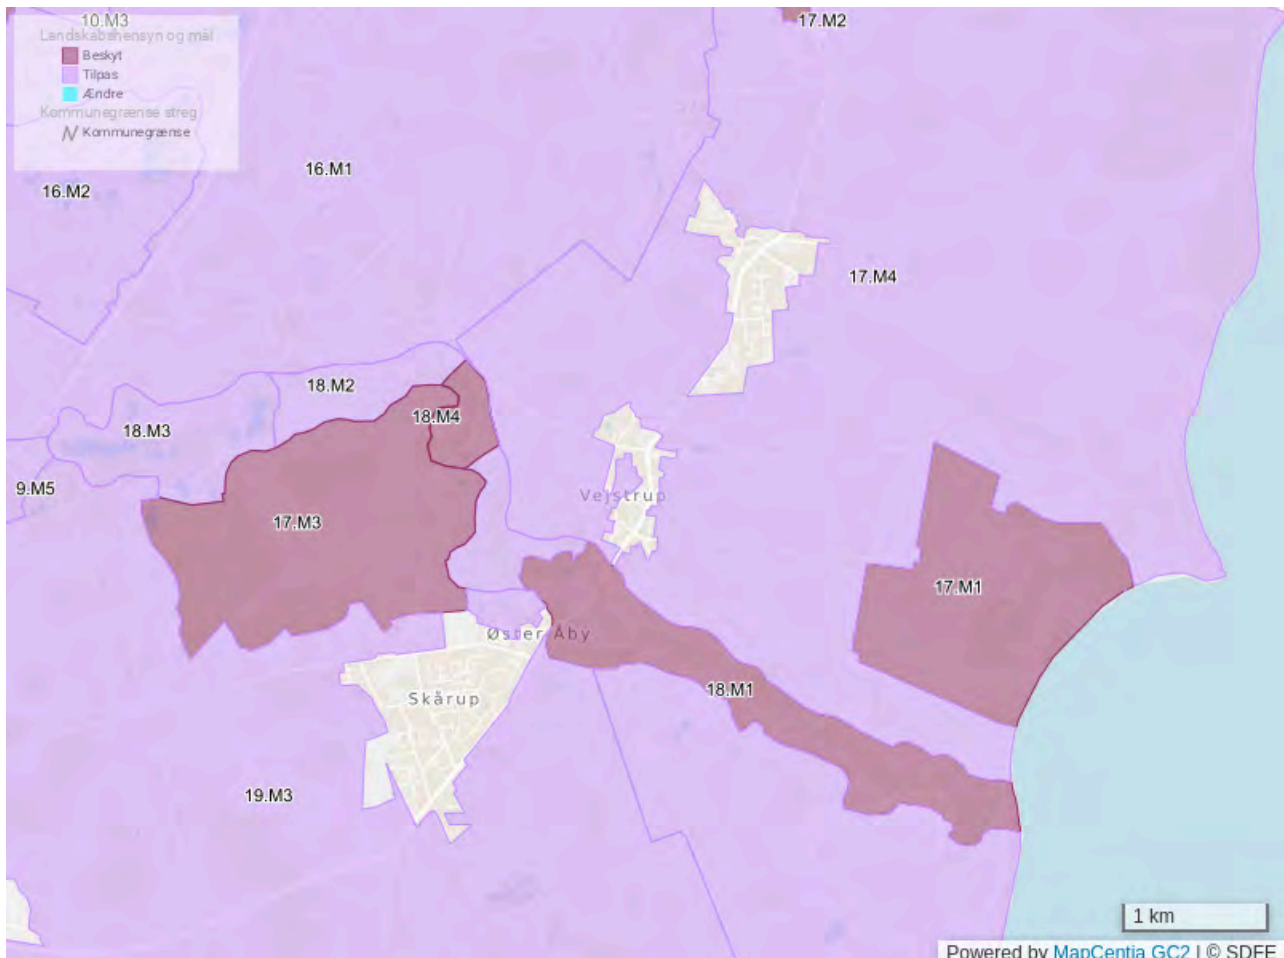 10.M3
Landskabshensyn og mål
Beskyt
Tilpas
Ændre
Kommunegrænse streg
Kommunegrænse
17.M2
16.M1
16.M2
17.M4
18.M2
18.M4
18.M3
9.M5
Vejstrup
17.M3
17.M1
Øster Åby
18.M1
Skårup
19.M3
1 km
Powered by MapCentia GC2 | © SDFE